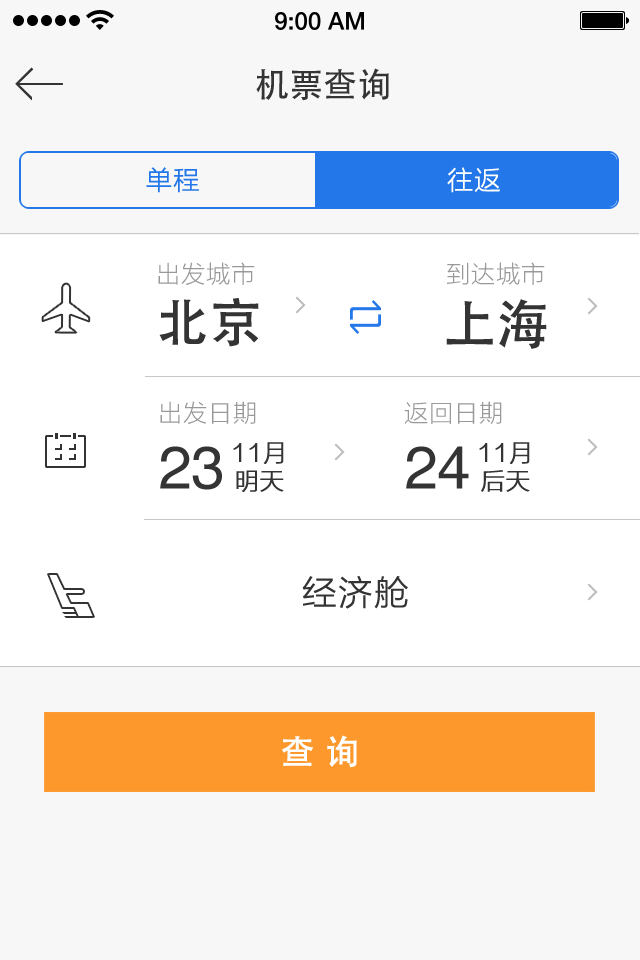 9:00 AM
机票查询
单程 往返
出发城市 到达城市
北京 上海
出发日期 返回日期
23 11月 明天 24 11月 后天
经济舱
查询